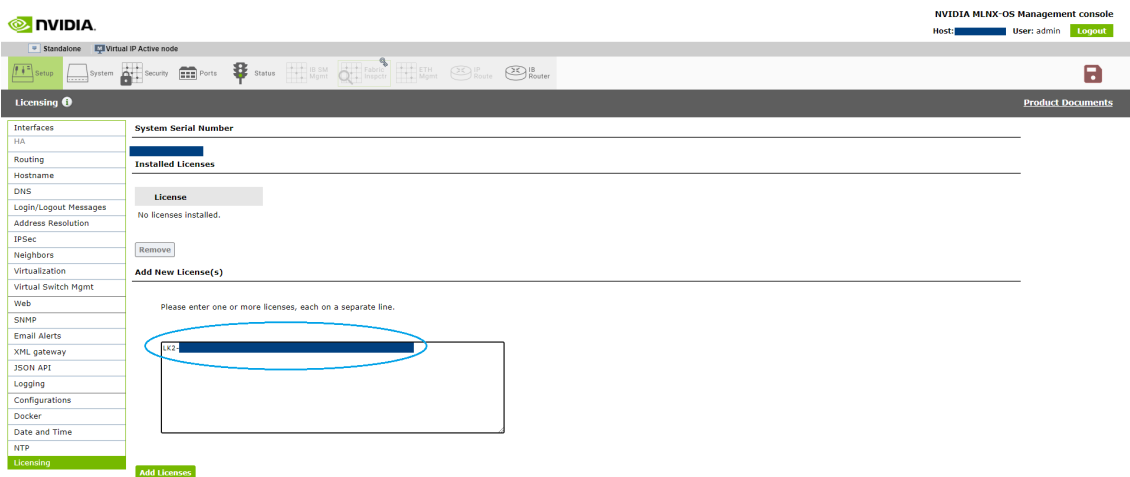 NVIDIA MLNX-OS Management console
NVIDIA.
Host: User: admin Logout
Standalone Virtual IP Active node
Setup System Security Ports Status IB SM Mgmt Fabric Inspctr ETH Mgmt IP Route IB Router
Licensing Product Documents
Interfaces
HA
Routing
Hostname
DNS
Login/Logout Messages
Address Resolution
IPSec
Neighbors
Virtualization
Virtual Switch Mgmt
Web
SNMP
Email Alerts
XML gateway
JSON API
Logging
Configurations
Docker
Date and Time
NTP
Licensing
System Serial Number
Installed Licenses
License
No licenses installed.
Remove
Add New License(s)
Please enter one or more licenses, each on a separate line.
LK2-
Add Licenses